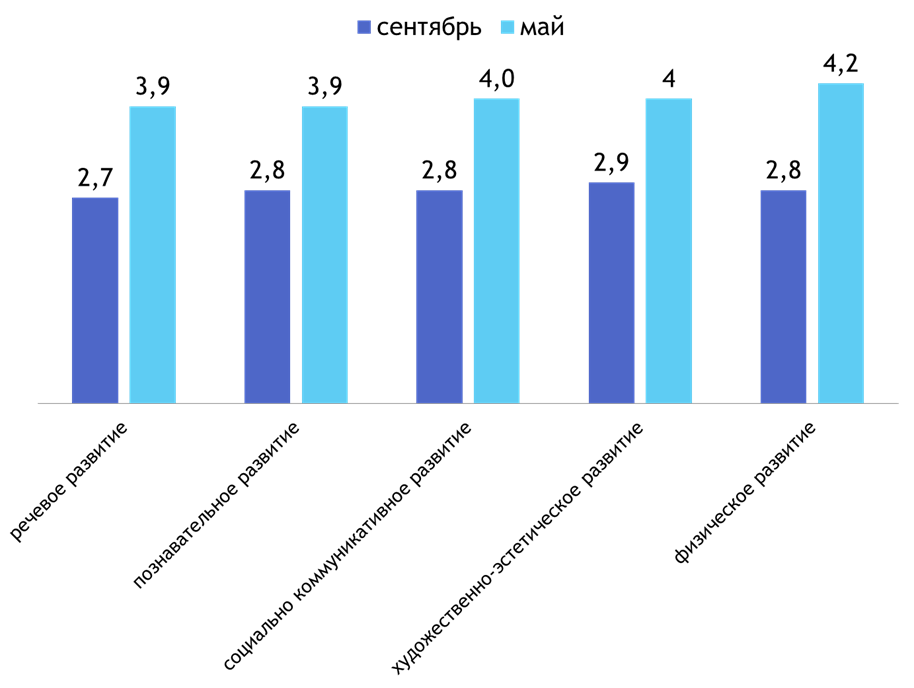 сентябрь май
3,9 3,9 4,0 4 4,2
2,7 2,8 2,8 2,9 2,8
речевое развитие
познавательное развитие
социально коммуникативное развитие
художественно-эстетическое развитие
физическое развитие